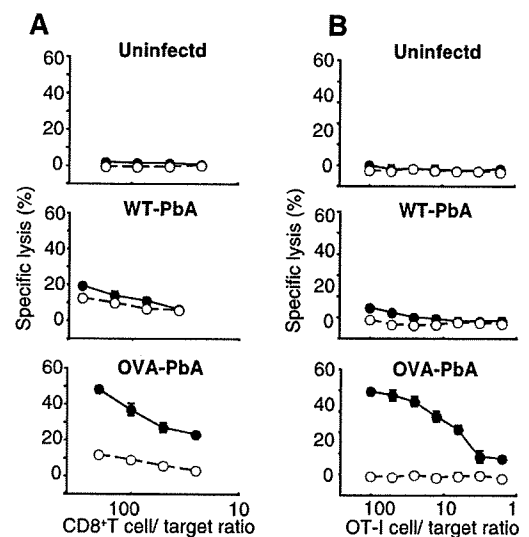 A
B
Uninfectd
Uninfectd
60
40
20
0
60
40
20
0
WT-PbA
WT-PbA
Specific lysis (%)
Specific lysis (%)
60
40
20
0
60
40
20
0
OVA-PbA
OVA-PbA
60
40
20
0
60
40
20
0
100 10
100 10 1
CD8⁺T cell/ target ratio
OT-I cell/ target ratio